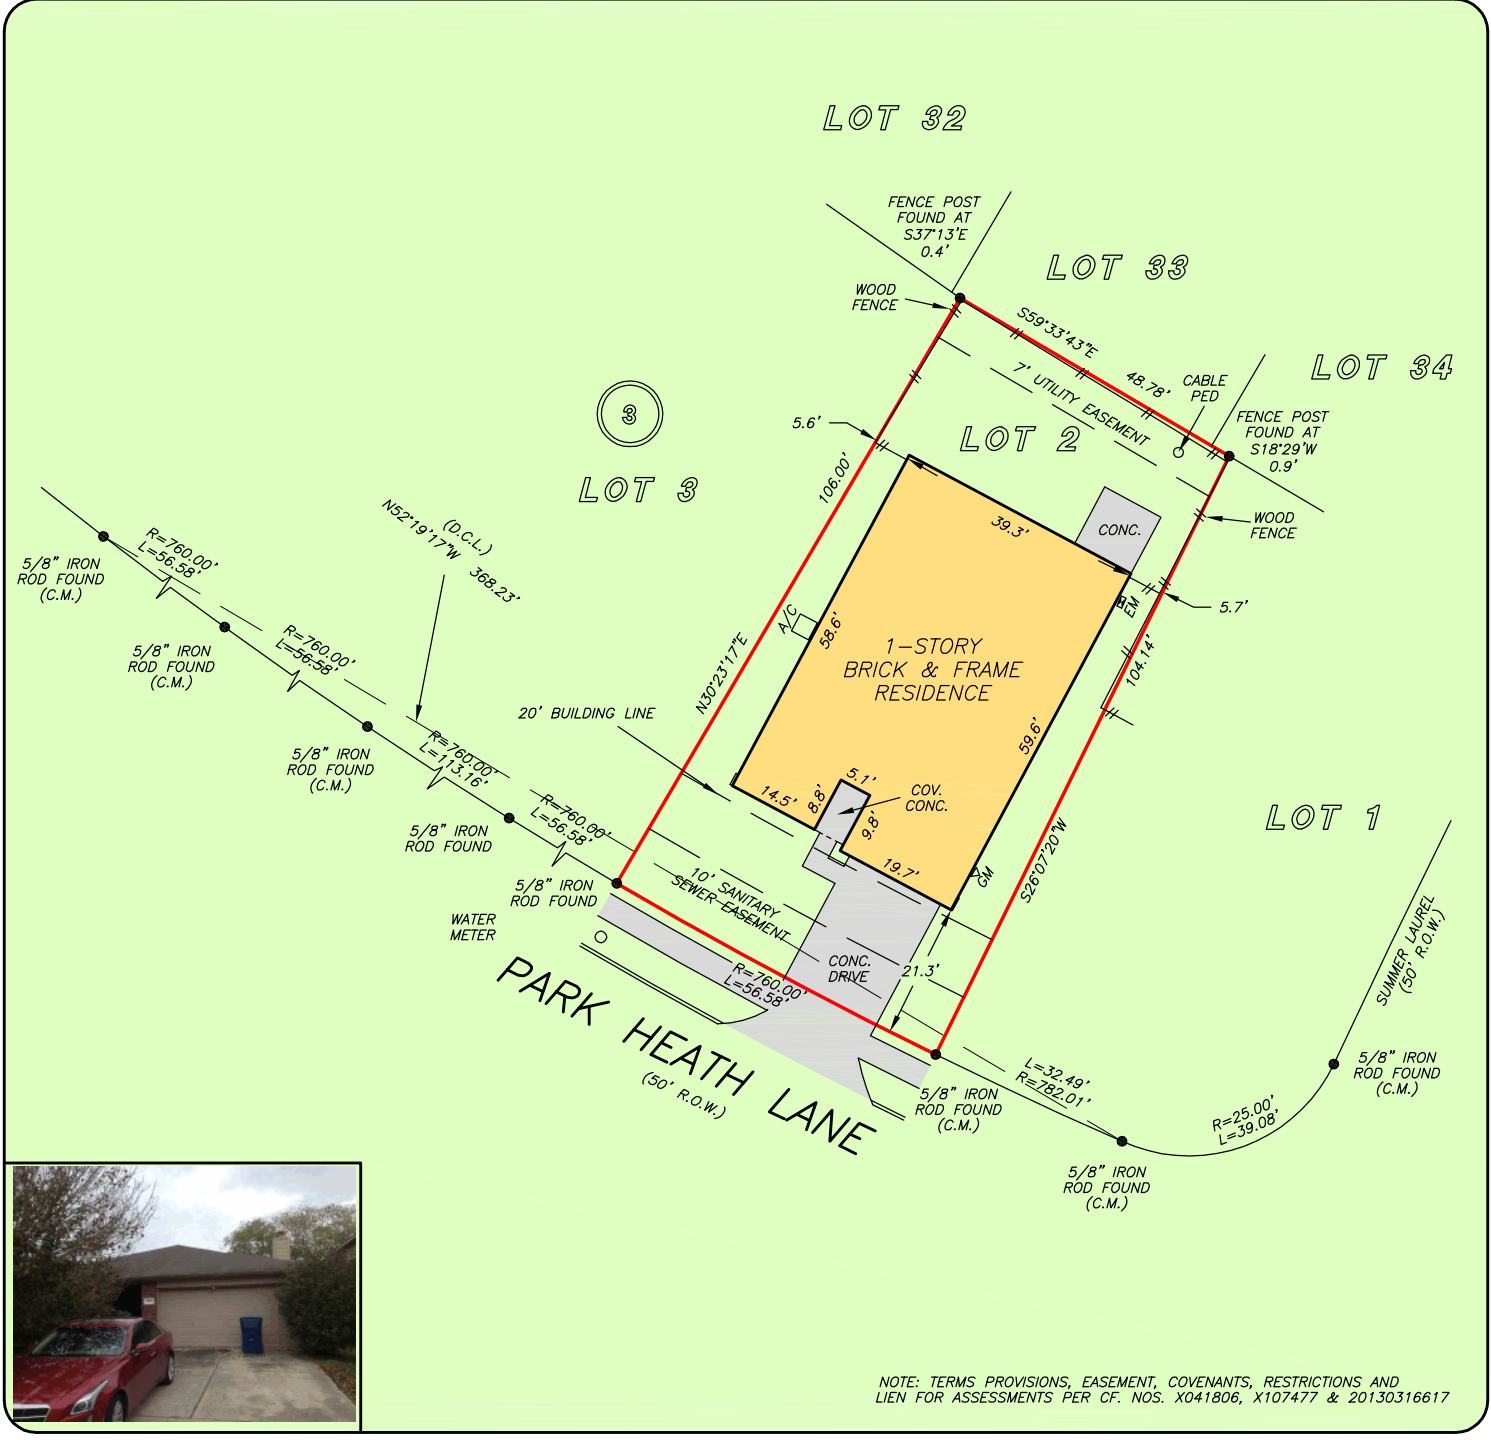 LOT 32
FENCE POST
FOUND AT
S37°13'E
0.4'
LOT 33
WOOD
FENCE
S59°33'43"E
48.78'
7' UTILITY EASEMENT
CABLE
PED
LOT 34
FENCE POST
FOUND AT
S18°29'W
0.9'
3
LOT 3
5.6'
LOT 2
106.00'
39.3'
CONC.
WOOD
FENCE
(D.C.L.)
N52°19'17"W 368.23'
R=760.00'
L=56.58'
5/8" IRON
ROD FOUND
(C.M.)
5/8" IRON
ROD FOUND
(C.M.)
R=760.00'
L=56.58'
A/C
58.6'
1-STORY
BRICK & FRAME
RESIDENCE
EM
5.7'
104.14'
N30°23'17"E
20' BUILDING LINE
5/8" IRON
ROD FOUND
(C.M.)
R=760.00'
L=113.16'
59.6'
14.5'
8.8'
5.1'
COV.
CONC.
9.8'
19.7'
GM
S26°07'20"W
LOT 1
5/8" IRON
ROD FOUND
R=760.00'
L=56.58'
5/8" IRON
ROD FOUND
10' SANITARY
SEWER EASEMENT
WATER
METER
CONC.
DRIVE
21.3'
R=760.00'
L=56.58'
PARK HEATH LANE
(50' R.O.W.)
SUMMER LAUREL
(50' R.O.W.)
5/8" IRON
ROD FOUND
(C.M.)
L=32.49'
R=782.01'
5/8" IRON
ROD FOUND
(C.M.)
R=25.00'
L=39.08'
5/8" IRON
ROD FOUND
(C.M.)
NOTE: TERMS PROVISIONS, EASEMENT, COVENANTS, RESTRICTIONS AND
LIEN FOR ASSESSMENTS PER CF. NOS. X041806, X107477 & 20130316617